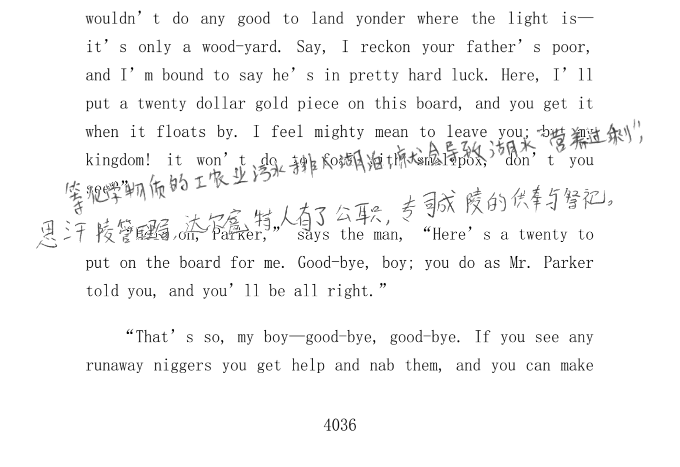 wouldn’t do any good to land yonder where the light is—
it’s only a wood-yard. Say, I reckon your father’s poor,
and I’m bound to say he’s in pretty hard luck. Here, I’ll
put a twenty dollar gold piece on this board, and you get it
when it floats by. I feel mighty mean to leave you; but my
kingdom! it won’t do to fool with small-pox, don’t you
see?”
等化学物质的工农业污水排入湖泊,就会导致湖水“营养过剩”,
思汗陵管理局,达尔扈特人有了公职,专司成陵的供奉与祭祀。
on, Parker,” says the man, “Here’s a twenty to
put on the board for me. Good-bye, boy; you do as Mr. Parker
told you, and you’ll be all right.”
“That’s so, my boy—good-bye, good-bye. If you see any
runaway niggers you get help and nab them, and you can make
4036